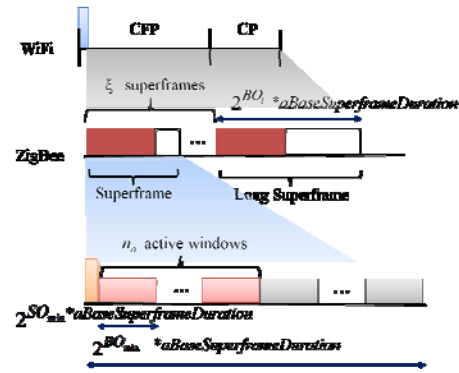 CFP CP
WiFi
ξ superframes
2^{BO_l} *aBaseSuperframeDuration
...
ZigBee
Superframe
Long Superframe
n_a active windows
... ...
2^{SO_min} *aBaseSuperframeDuration
2^{BO_min} *aBaseSuperframeDuration